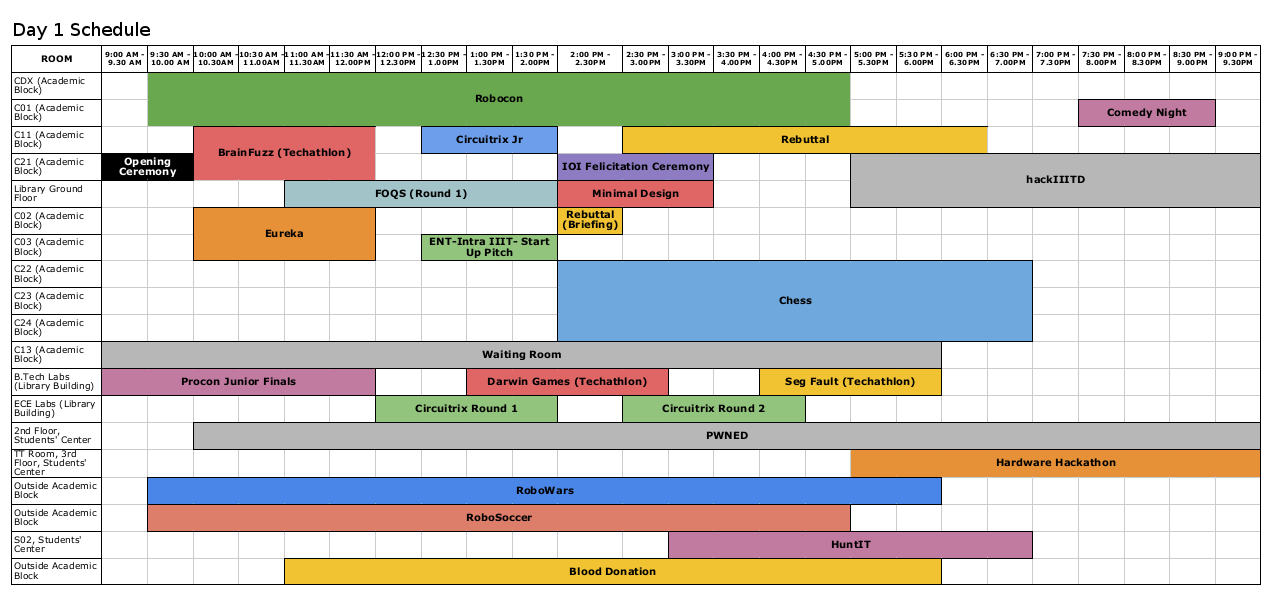 Day 1 Schedule
ROOM
9:00 AM - 9.30 AM
9:30 AM - 10.00 AM
10:00 AM - 10.30AM
10:30 AM - 11.00AM
11:00 AM - 11.30AM
11:30 AM - 12.00PM
12:00 PM - 12.30PM
12:30 PM - 1.00PM
1:00 PM - 1.30PM
1:30 PM - 2.00PM
2:00 PM - 2.30PM
2:30 PM - 3.00PM
3:00 PM - 3.30PM
3:30 PM - 4.00PM
4:00 PM - 4.30PM
4:30 PM - 5.00PM
5:00 PM - 5.30PM
5:30 PM - 6.00PM
6:00 PM - 6.30PM
6:30 PM - 7.00PM
7:00 PM - 7.30PM
7:30 PM - 8.00PM
8:00 PM - 8.30PM
8:30 PM - 9.00PM
9:00 PM - 9:30PM
CDX (Academic
Block)
Robocon
C01 (Academic
Block)
Comedy Night
C11 (Academic
Block)
BrainFuzz (Techathlon)
Circuitrix Jr
Rebuttal
C21 (Academic
Block)
Opening
Ceremony
IOI Felicitation Ceremony
hackIIITD
Library Ground
Floor
FOQS (Round 1)
Minimal Design
C02 (Academic
Block)
Eureka
Rebuttal
(Briefing)
C03 (Academic
Block)
ENT-Intra IIIT- Start
Up Pitch
C22 (Academic
Block)
C23 (Academic
Block)
Chess
C24 (Academic
Block)
C13 (Academic
Block)
Waiting Room
B.Tech Labs
(Library Building)
Procon Junior Finals
Darwin Games (Techathlon)
Seg Fault (Techathlon)
ECE Labs (Library
Building)
Circuitrix Round 1
Circuitrix Round 2
2nd Floor,
Students' Center
PWNED
TT Room, 3rd
Floor, Students'
Center
Hardware Hackathon
Outside Academic
Block
RoboWars
Outside Academic
Block
RoboSoccer
S02, Students'
Center
HuntIT
Outside Academic
Block
Blood Donation